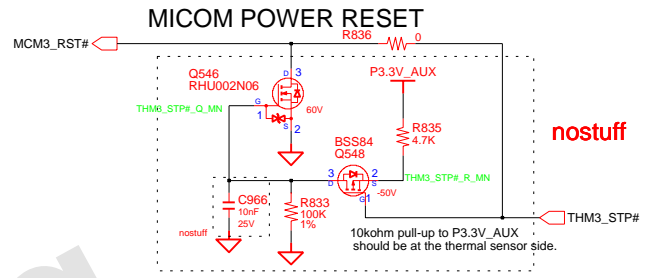 MICOM POWER RESET
MCM3_RST#
R836
0
Q546
RHU002N06
D
3
P3.3V_AUX
THM3_STP#_Q_MN
G
1
60V
S
2
R835
4.7K
nostuff
BSS84
Q548
3
D
2
S
THM3_STP#_R_MN
-50V
G1
C966
10nF
25V
nostuff
R833
100K
1%
THM3_STP#
10kohm pull-up to P3.3V_AUX
should be at the thermal sensor side.